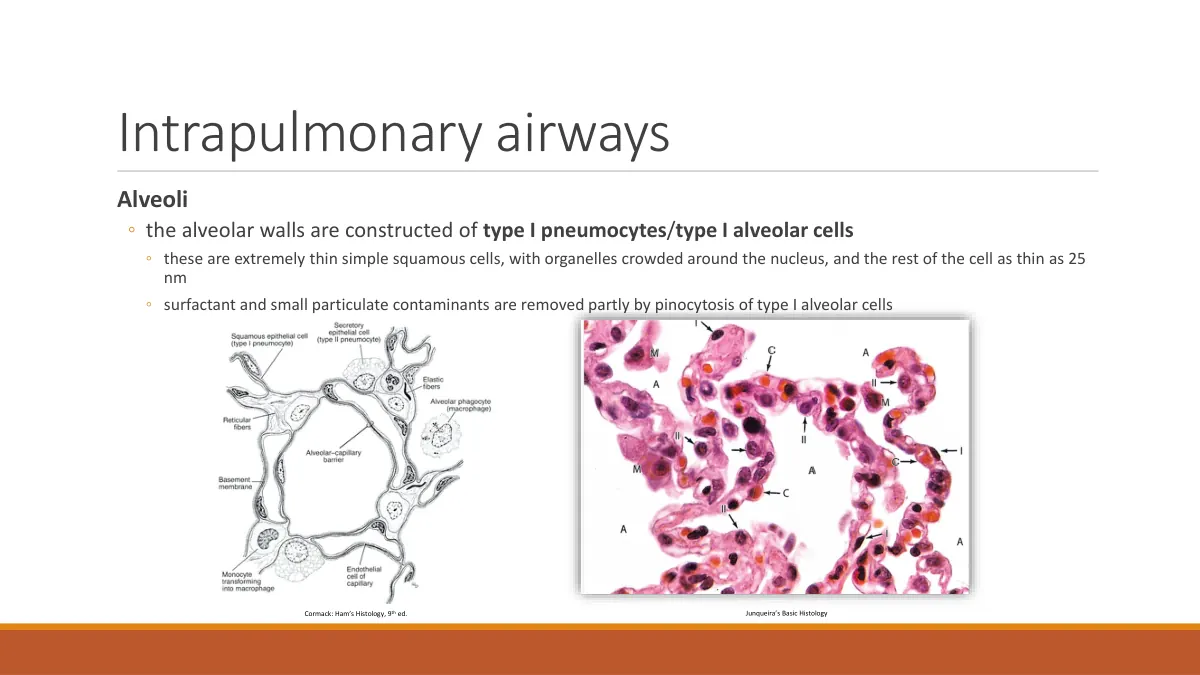 Intrapulmonary airways
Alveoli
◦ the alveolar walls are constructed of type I pneumocytes/type I alveolar cells
◦ these are extremely thin simple squamous cells, with organelles crowded around the nucleus, and the rest of the cell as thin as 25
nm
◦ surfactant and small particulate contaminants are removed partly by pinocytosis of type I alveolar cells
Squamous epithelial cell
(type I pneumocyte)
Secretory
epithelial cell
(type II pneumocyte)
Elastic
fibers
Alveolar phagocyte
(macrophage)
Reticular
fibers
Alveolar–capillary
barrier
Basement
membrane
Monocyte
transforming
into macrophage
Endothelial
cell of
capillary
Cormack: Ham's Histology, 9th ed.
I
M
C
A
A
II
M
II
II
I
C
M
A
C
II
A
I
A
Junqueira's Basic Histology